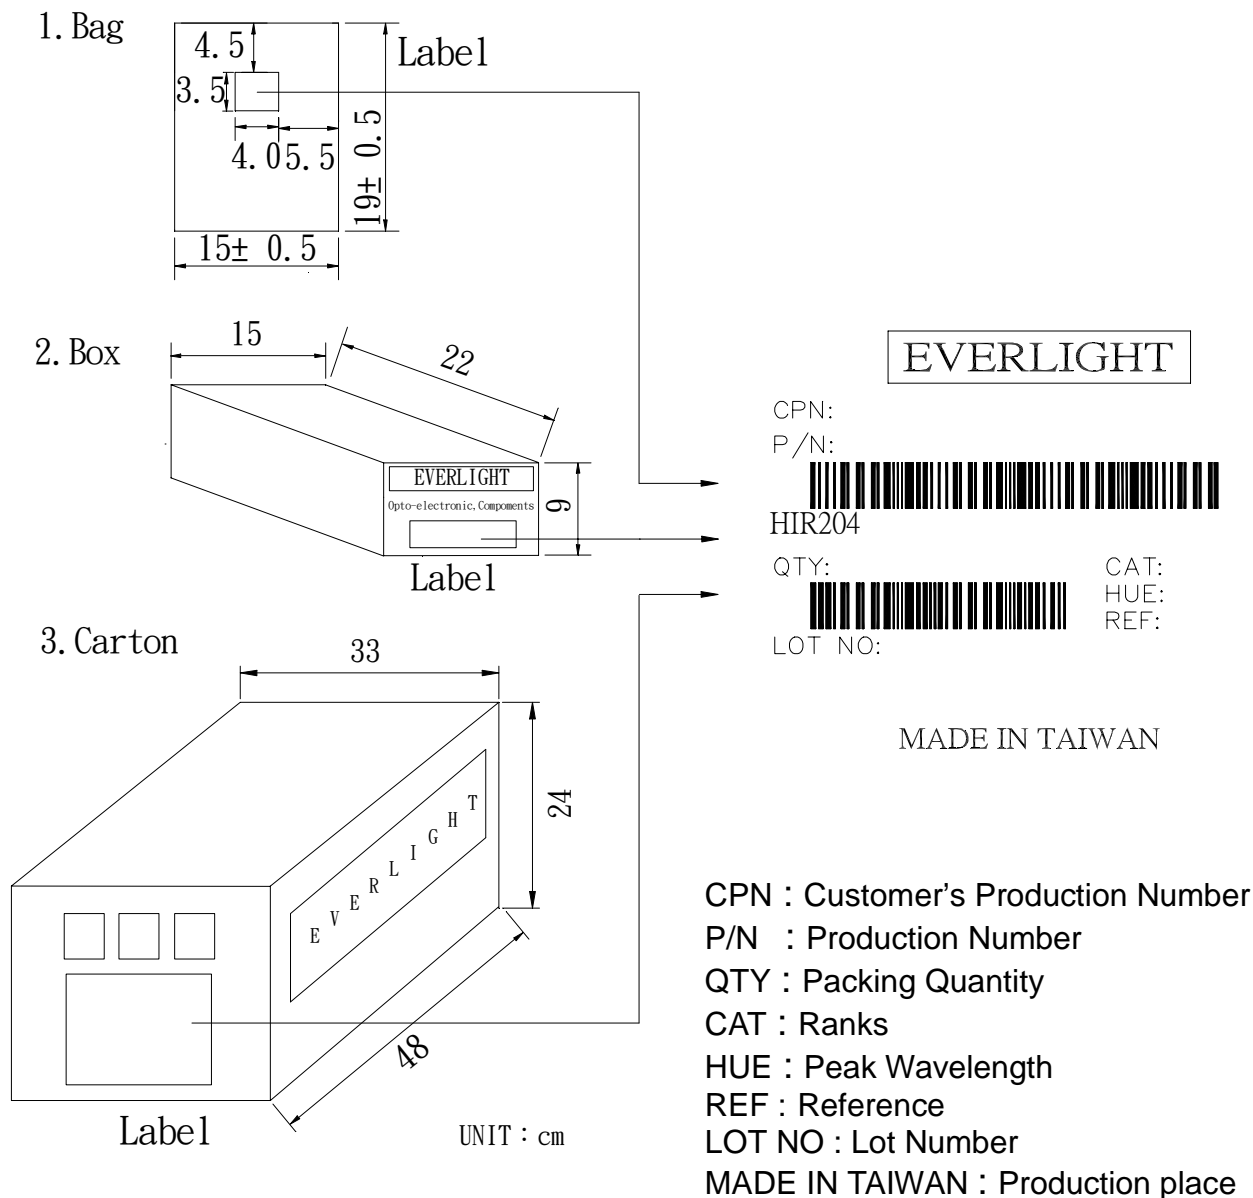 1. Bag
4.5
Label
3.5
4.0 5.5
19± 0.5
15± 0.5
2. Box
15
22
EVERLIGHT
Opto-electronic, Compoments
9
Label
3. Carton
33
24
EVERLIGHT
48
Label
UNIT : cm
EVERLIGHT
CPN:
P/N:
HIR204
QTY:
CAT:
HUE:
REF:
LOT NO:
MADE IN TAIWAN
CPN : Customer's Production Number
P/N : Production Number
QTY : Packing Quantity
CAT : Ranks
HUE : Peak Wavelength
REF : Reference
LOT NO : Lot Number
MADE IN TAIWAN : Production place